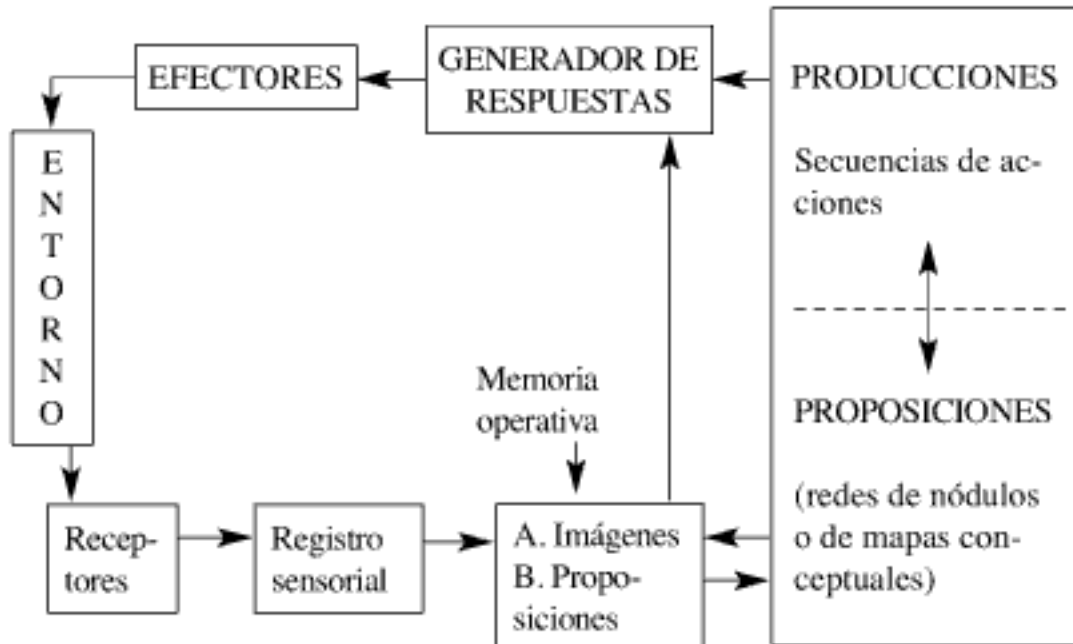 EFECTORES
GENERADOR DE
RESPUESTAS
PRODUCCIONES
Secuencias de ac-
ciones
E
N
T
O
R
N
O
Memoria
operativa
PROPOSICIONES
(redes de nódulos
o de mapas con-
ceptuales)
Recep-
tores
Registro
sensorial
A. Imágenes
B. Propo-
siciones